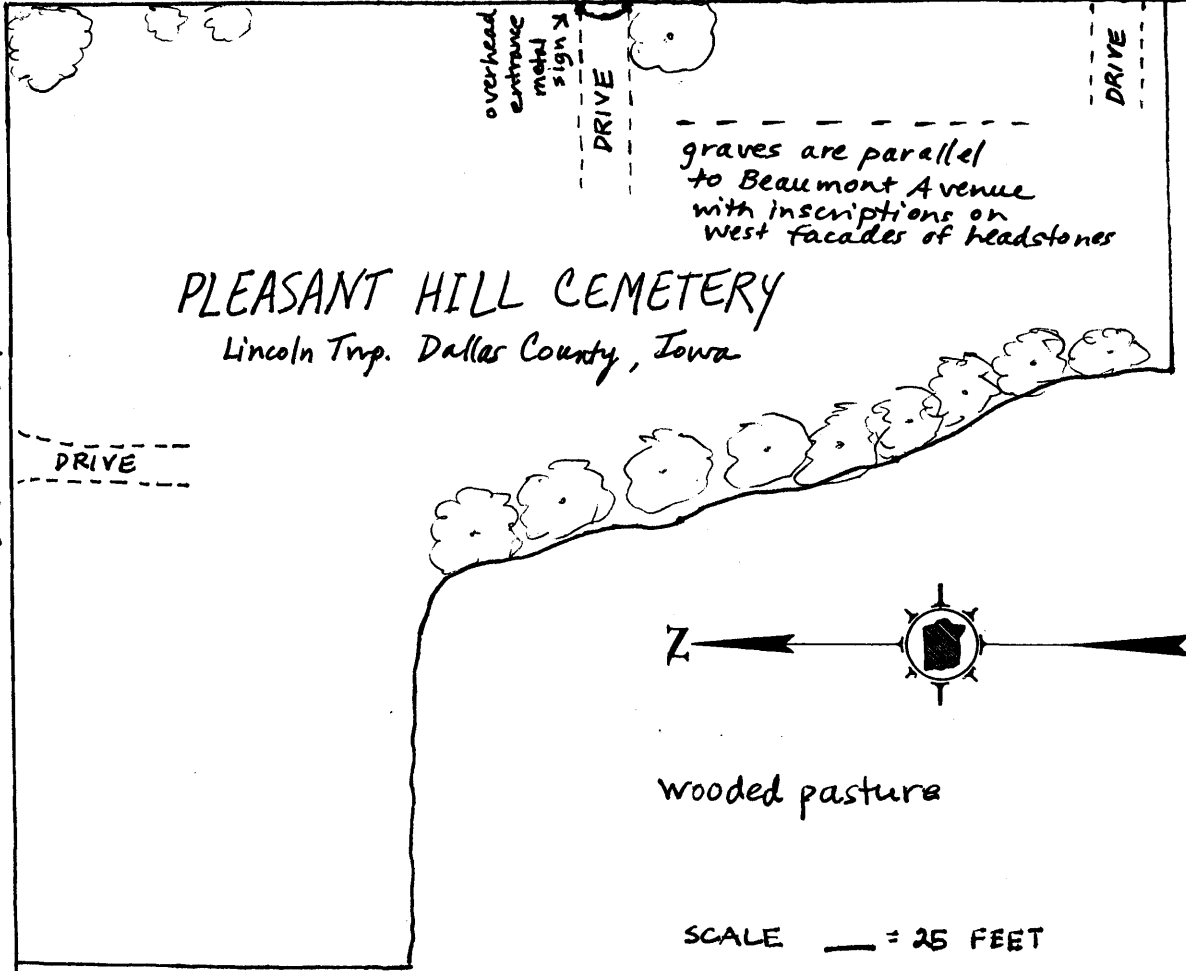 overhead
entrance
metal
sign
DRIVE
DRIVE
graves are parallel
to Beaumont Avenue
with inscriptions on
west facades of headstones
PLEASANT HILL CEMETERY
Lincoln Twp. Dallas County, Iowa
DRIVE
N
wooded pasture
SCALE = 25 FEET